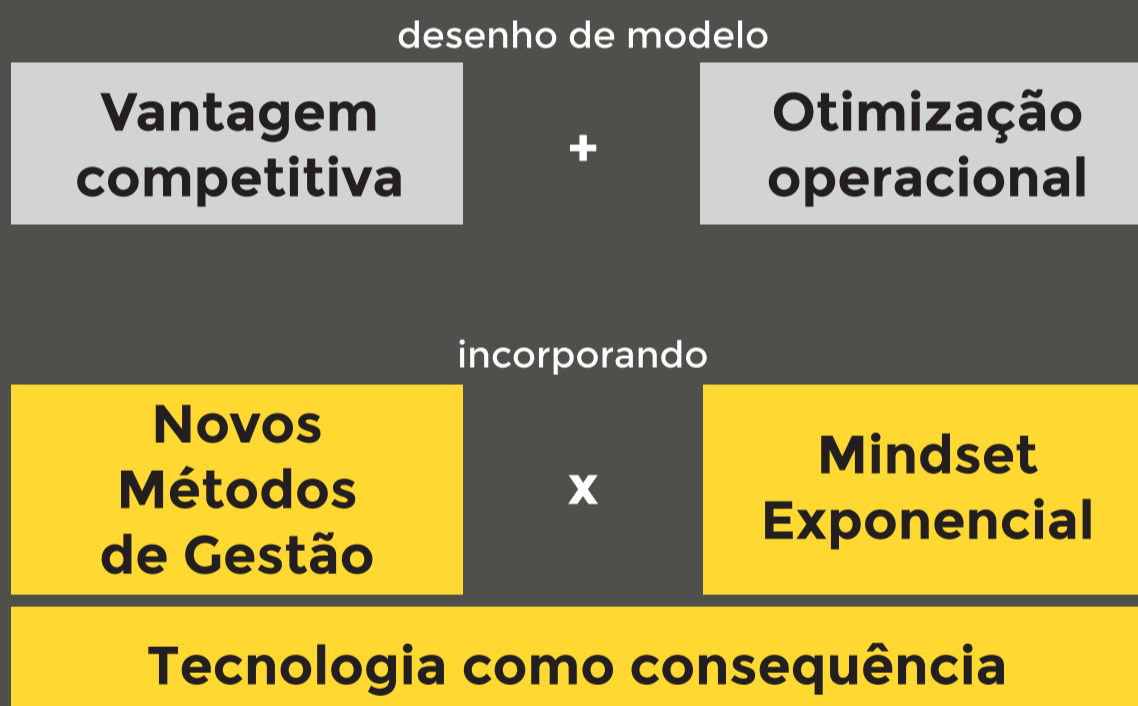 desenho de modelo
Vantagem
competitiva
+
Otimização
operacional
incorporando
Novos
Métodos
de Gestão
x
Mindset
Exponencial
Tecnologia como consequência